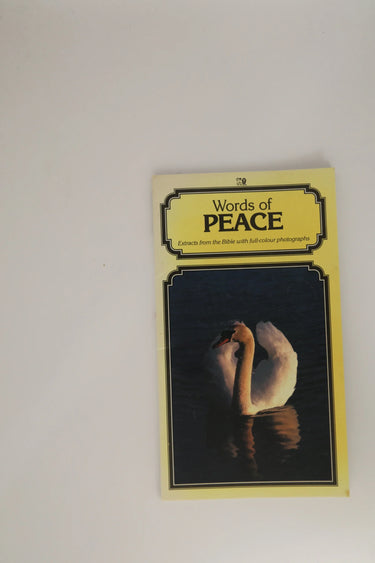 Words of
PEACE
Extracts from the Bible with full-colour photographs